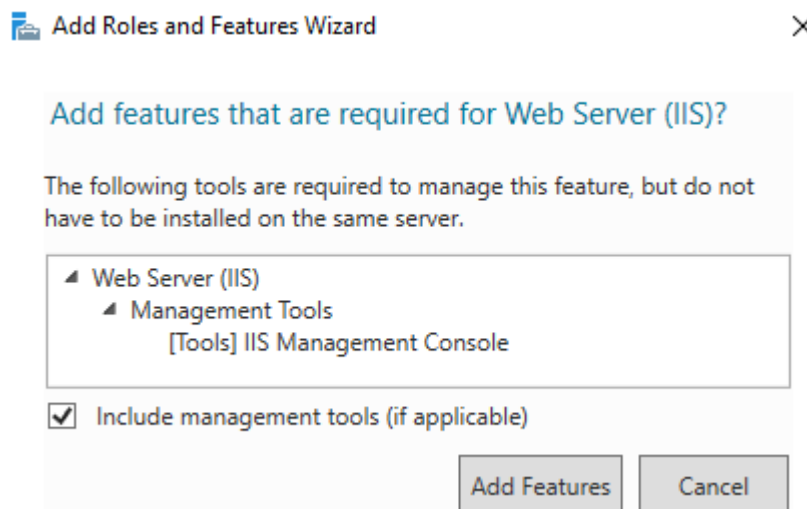 Add Roles and Features Wizard
Add features that are required for Web Server (IIS)?
The following tools are required to manage this feature, but do not
have to be installed on the same server.
Web Server (IIS)
Management Tools
[Tools] IIS Management Console
Include management tools (if applicable)
Add Features Cancel